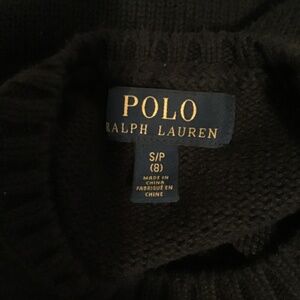 POLO
RALPH LAUREN
S/P
(8)
MADE IN
CHINA
FABRIQUÉ EN
CHINE